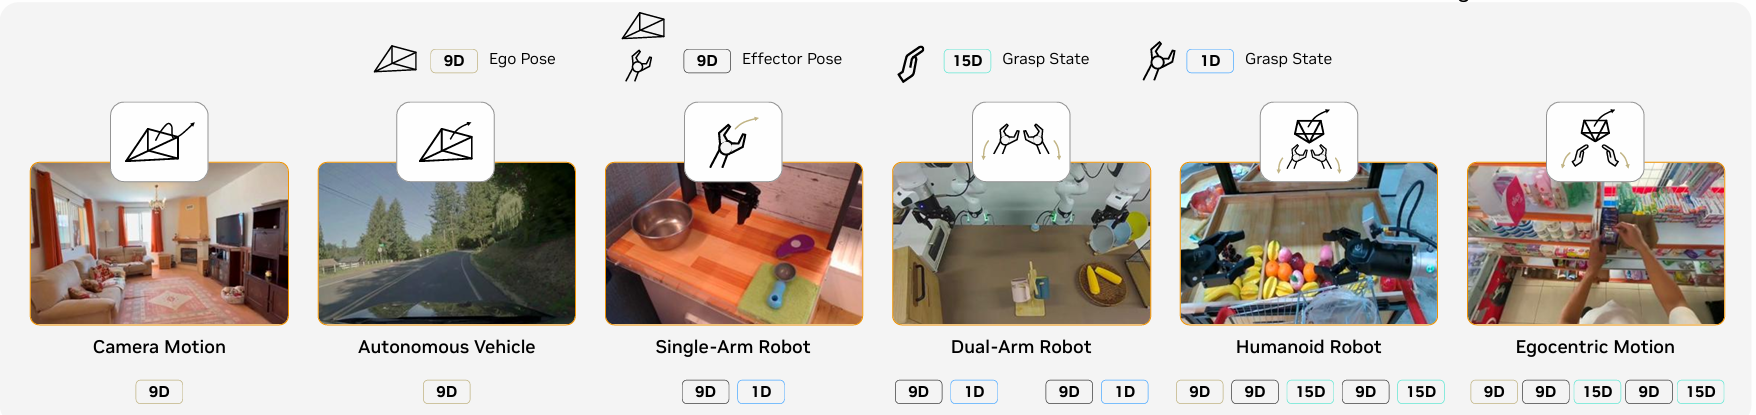 9D Ego Pose 9D Effector Pose 15D Grasp State 1D Grasp State
Camera Motion Autonomous Vehicle Single-Arm Robot Dual-Arm Robot Humanoid Robot Egocentric Motion
9D 9D 9D 1D 9D 1D 9D 1D 9D 9D 15D 9D 15D 9D 9D 15D 9D 15D